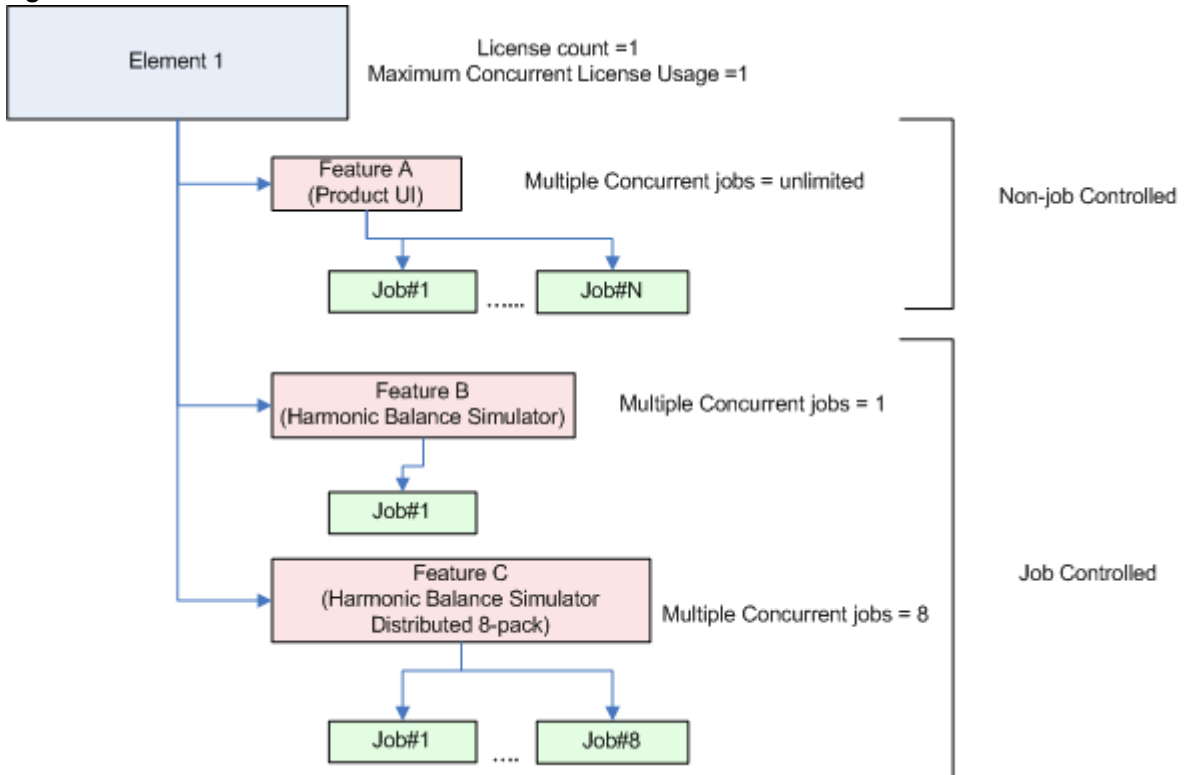 Element 1
License count =1
Maximum Concurrent License Usage =1
Feature A
(Product UI)
Multiple Concurrent jobs = unlimited
Non-job Controlled
Job#1
......
Job#N
Feature B
(Harmonic Balance Simulator)
Multiple Concurrent jobs = 1
Job#1
Feature C
(Harmonic Balance Simulator
Distributed 8-pack)
Multiple Concurrent jobs = 8
Job Controlled
Job#1
....
Job#8